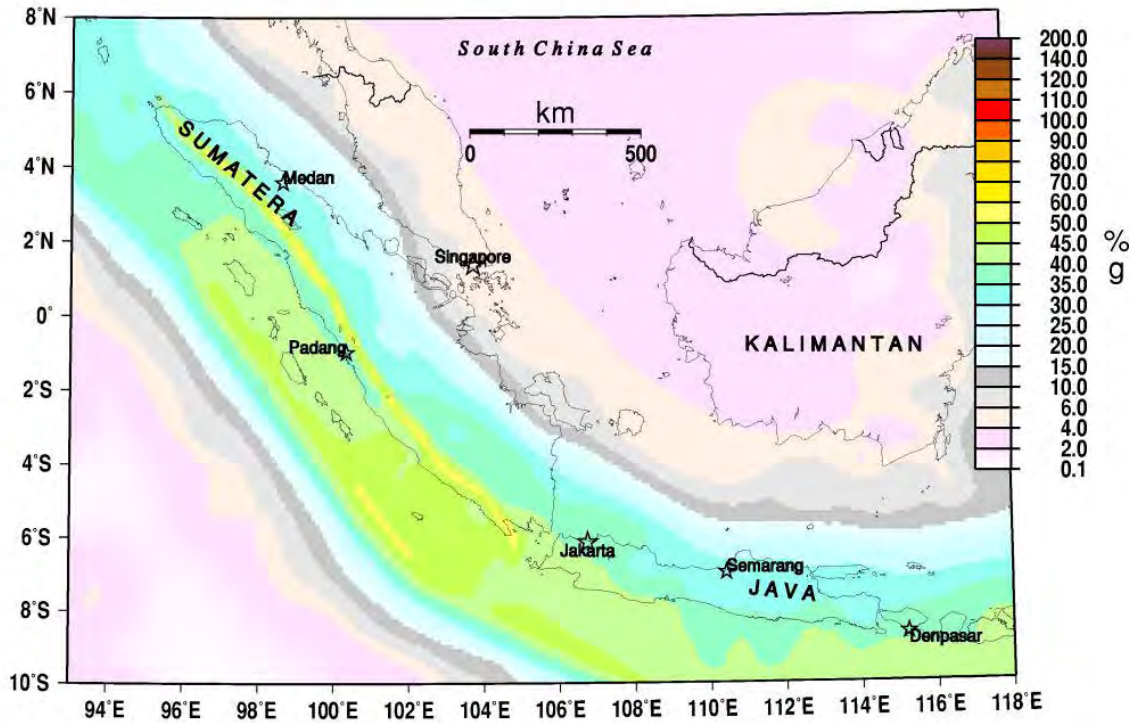 8°N
6°N
4°N
2°N
0°
2°S
4°S
6°S
8°S
10°S
South China Sea
km
0
500
SUMATERA
Medan
Singapore
Padang
KALIMANTAN
Jakarta
Semarang
JAVA
Denpasar
200.0
140.0
120.0
110.0
100.0
90.0
80.0
70.0
60.0
50.0
45.0
40.0
35.0
30.0
25.0
20.0
15.0
10.0
6.0
4.0
2.0
0.1
%
g
94°E
96°E
98°E
100°E
102°E
104°E
106°E
108°E
110°E
112°E
114°E
116°E
118°E